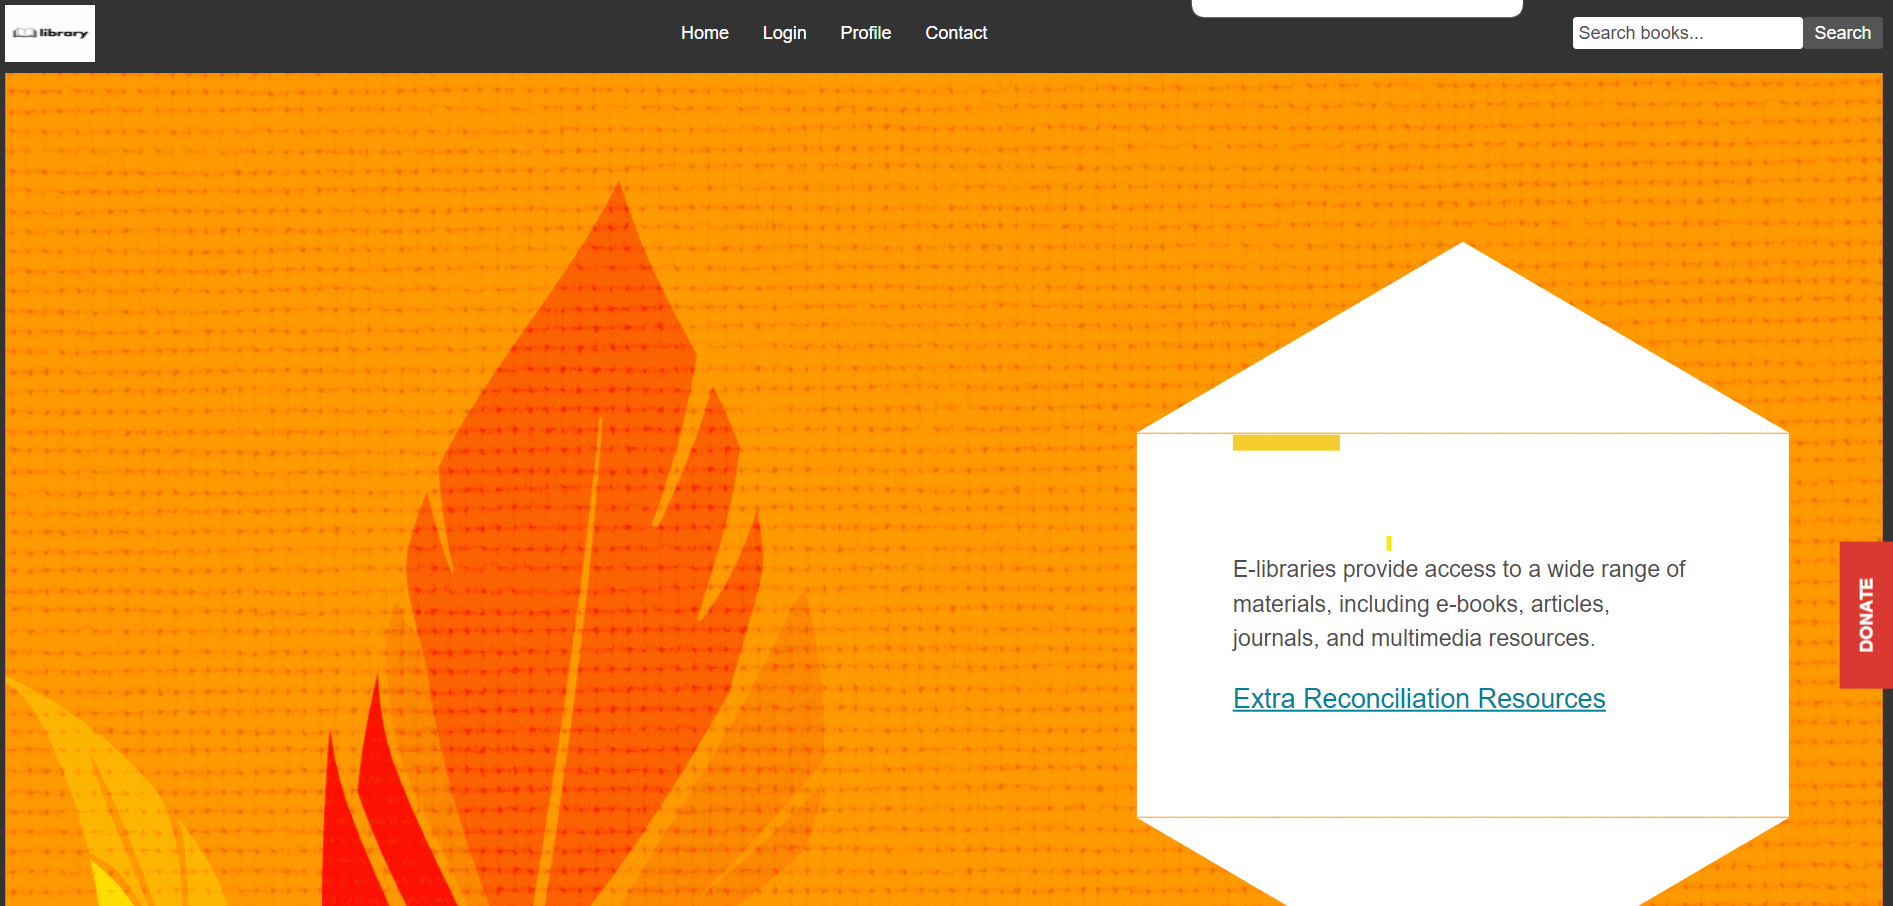 library
Home
Login
Profile
Contact
Search books...
Search
E-libraries provide access to a wide range of
materials, including e-books, articles,
journals, and multimedia resources.
Extra Reconciliation Resources
DONATE